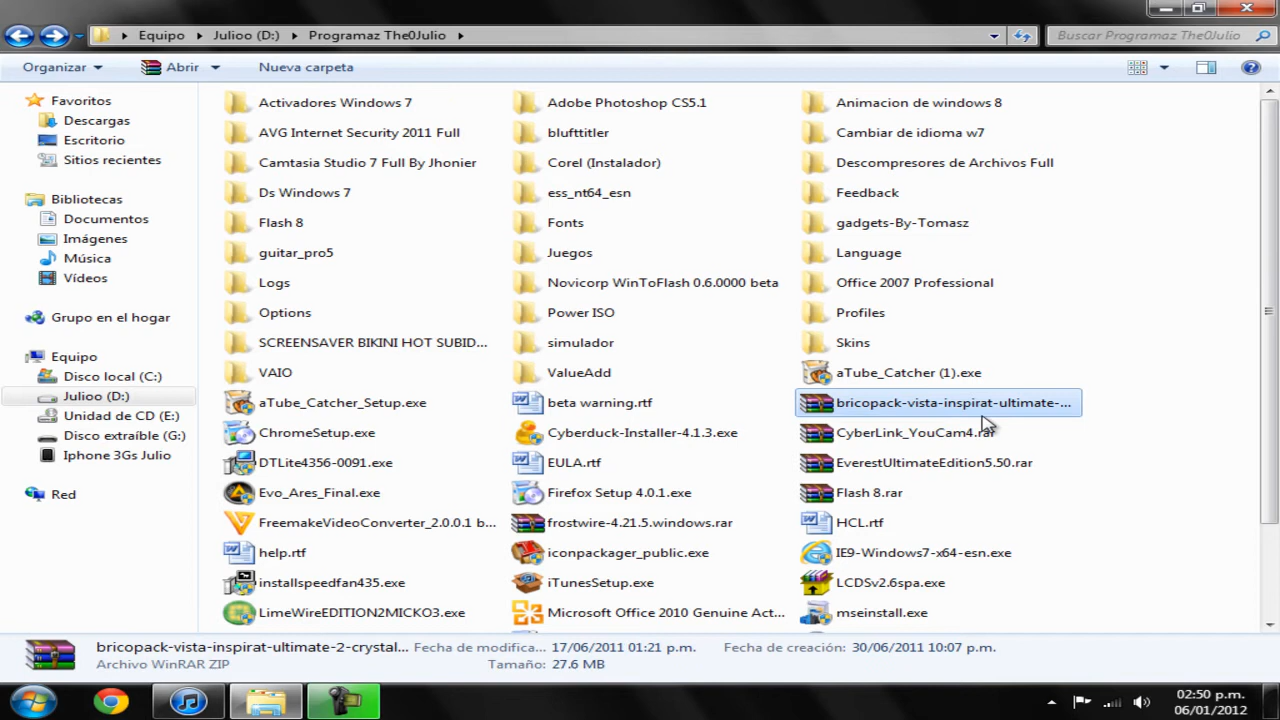 Equipo ▸ Julioo (D:) ▸ Programaz The0Julio ▸
Buscar Programaz The0Julio
Organizar
Abrir
Nueva carpeta
Favoritos
Descargas
Escritorio
Sitios recientes
Bibliotecas
Documentos
Imágenes
Música
Vídeos
Grupo en el hogar
Equipo
Disco local (C:)
Julioo (D:)
Unidad de CD (E:)
Disco extraíble (G:)
Iphone 3Gs Julio
Red
Activadores Windows 7
Adobe Photoshop CS5.1
Animacion de windows 8
AVG Internet Security 2011 Full
blufttitler
Cambiar de idioma w7
Camtasia Studio 7 Full By Jhonier
Corel (Instalador)
Descompresores de Archivos Full
Ds Windows 7
ess_nt64_esn
Feedback
Flash 8
Fonts
gadgets-By-Tomasz
guitar_pro5
Juegos
Language
Logs
Novicorp WinToFlash 0.6.0000 beta
Office 2007 Professional
Options
Power ISO
Profiles
SCREENSAVER BIKINI HOT SUBID...
simulador
Skins
VAIO
ValueAdd
aTube_Catcher (1).exe
aTube_Catcher_Setup.exe
beta warning.rtf
bricopack-vista-inspirat-ultimate-...
ChromeSetup.exe
Cyberduck-Installer-4.1.3.exe
CyberLink_YouCam4.rar
DTLite4356-0091.exe
EULA.rtf
EverestUltimateEdition5.50.rar
Evo_Ares_Final.exe
Firefox Setup 4.0.1.exe
Flash 8.rar
FreemakeVideoConverter_2.0.0.1 b...
frostwire-4.21.5.windows.rar
HCL.rtf
help.rtf
iconpackager_public.exe
IE9-Windows7-x64-esn.exe
installspeedfan435.exe
iTunesSetup.exe
LCDSv2.6spa.exe
LimeWireEDITION2MICKO3.exe
Microsoft Office 2010 Genuine Act...
mseinstall.exe
bricopack-vista-inspirat-ultimate-2-crystal... Fecha de modifica... 17/06/2011 01:21 p.m. Fecha de creación: 30/06/2011 10:07 p.m.
Archivo WinRAR ZIP Tamaño: 27.6 MB
02:50 p.m.
06/01/2012